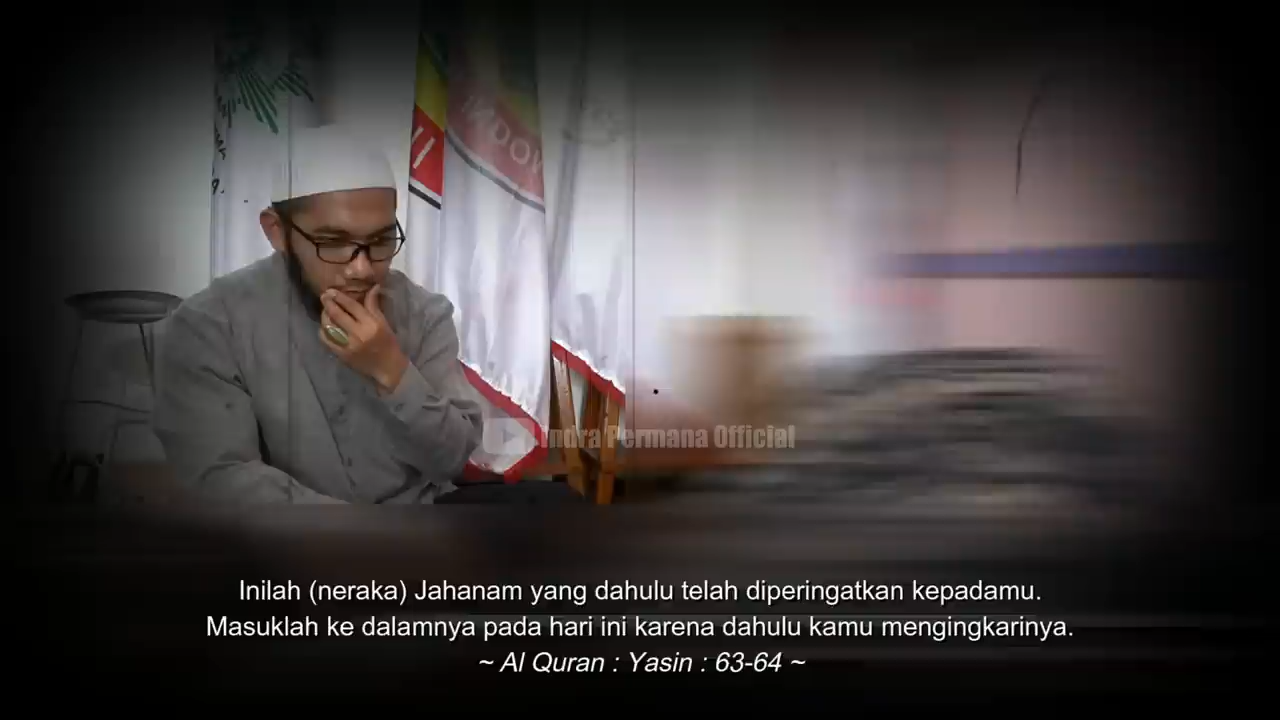 Indra Permana Official
Inilah (neraka) Jahanam yang dahulu telah diperingatkan kepadamu.
Masuklah ke dalamnya pada hari ini karena dahulu kamu mengingkarinya.
~ Al Quran : Yasin : 63-64 ~